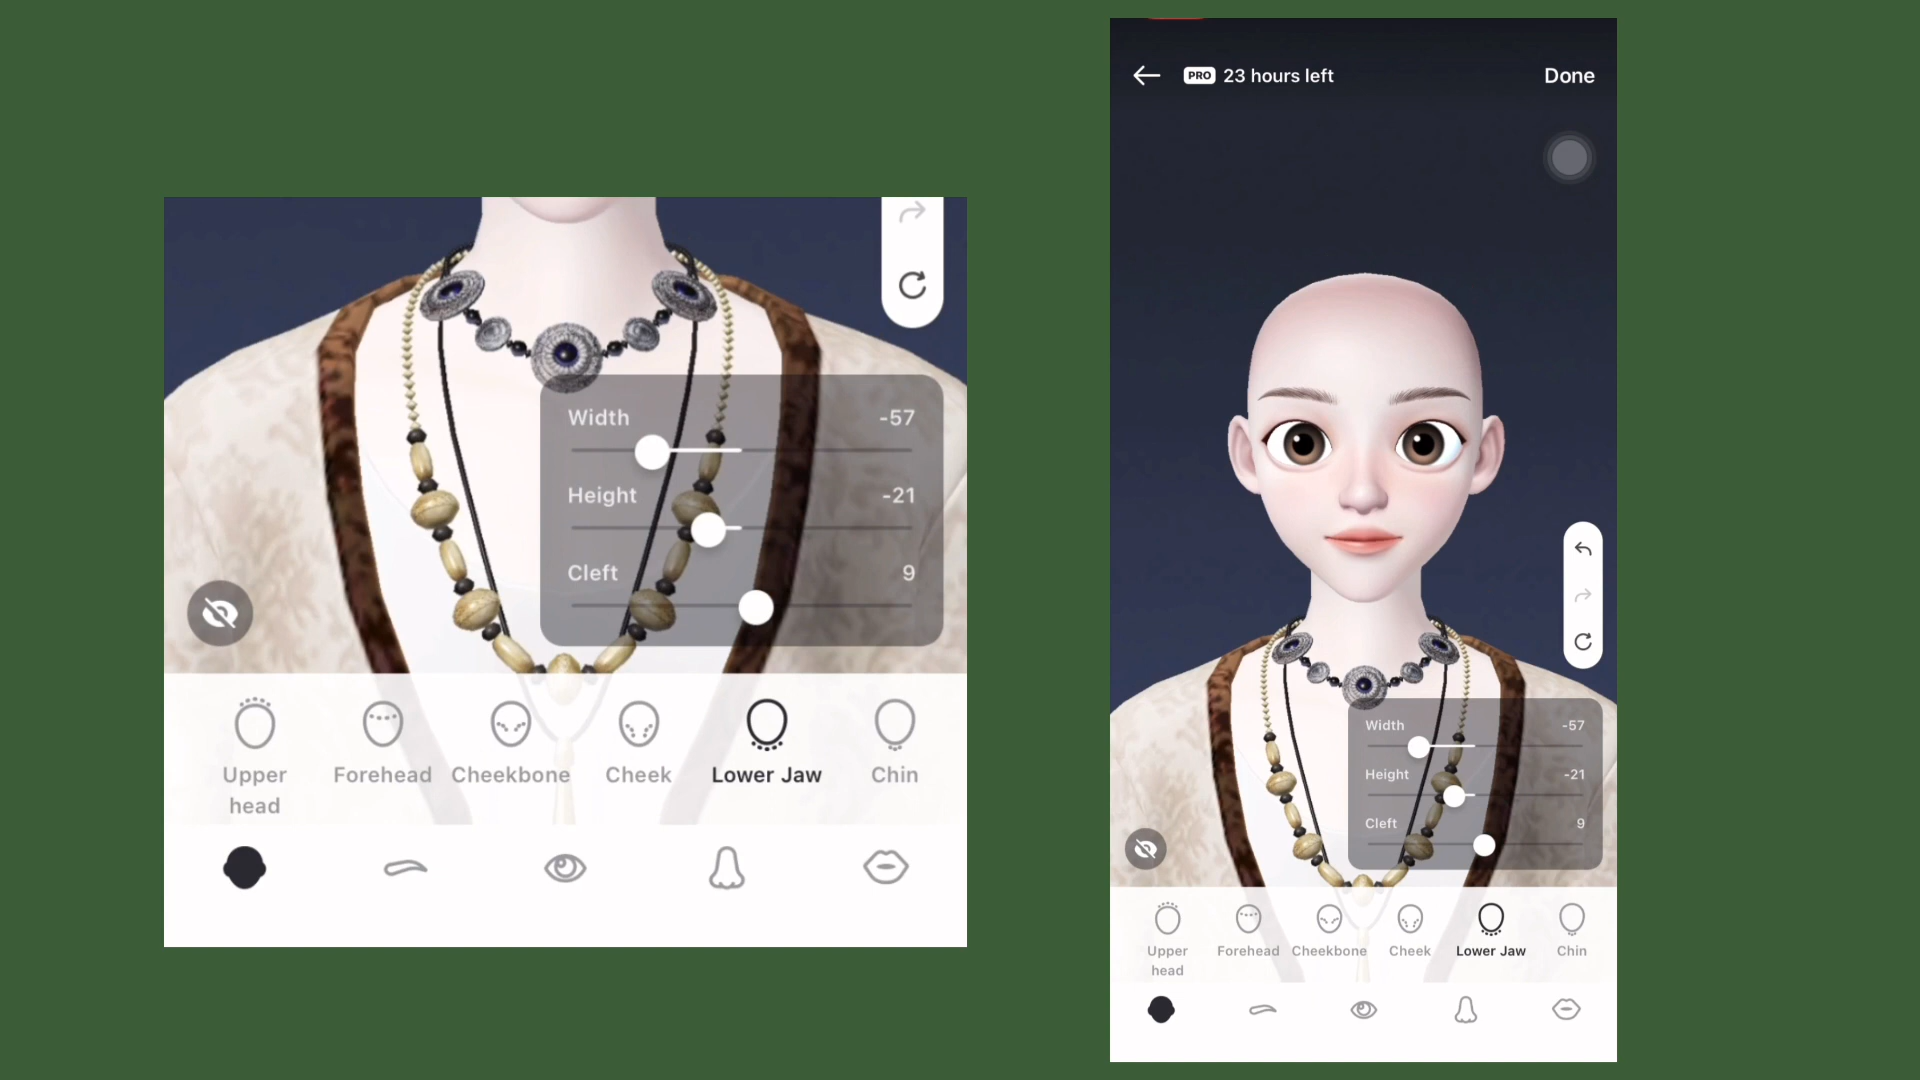 Width -57
Height -21
Cleft 9
Upper head
Forehead
Cheekbone
Cheek
Lower Jaw
Chin
PRO 23 hours left
Done
Width -57
Height -21
Cleft 9
Upper head
Forehead
Cheekbone
Cheek
Lower Jaw
Chin